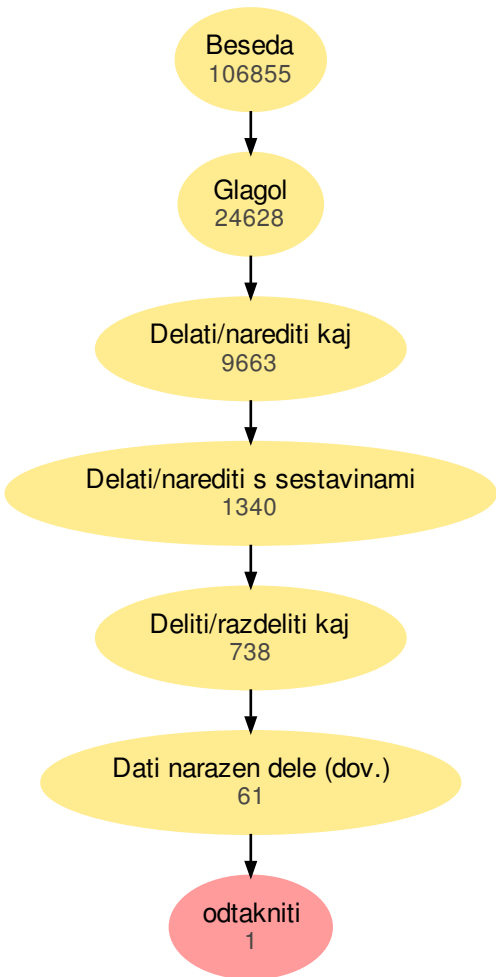 Beseda
106855
Glagol
24628
Delati/narediti kaj
9663
Delati/narediti s sestavinami
1340
Deliti/razdeliti kaj
738
Dati narazen dele (dov.)
61
odtakniti
1